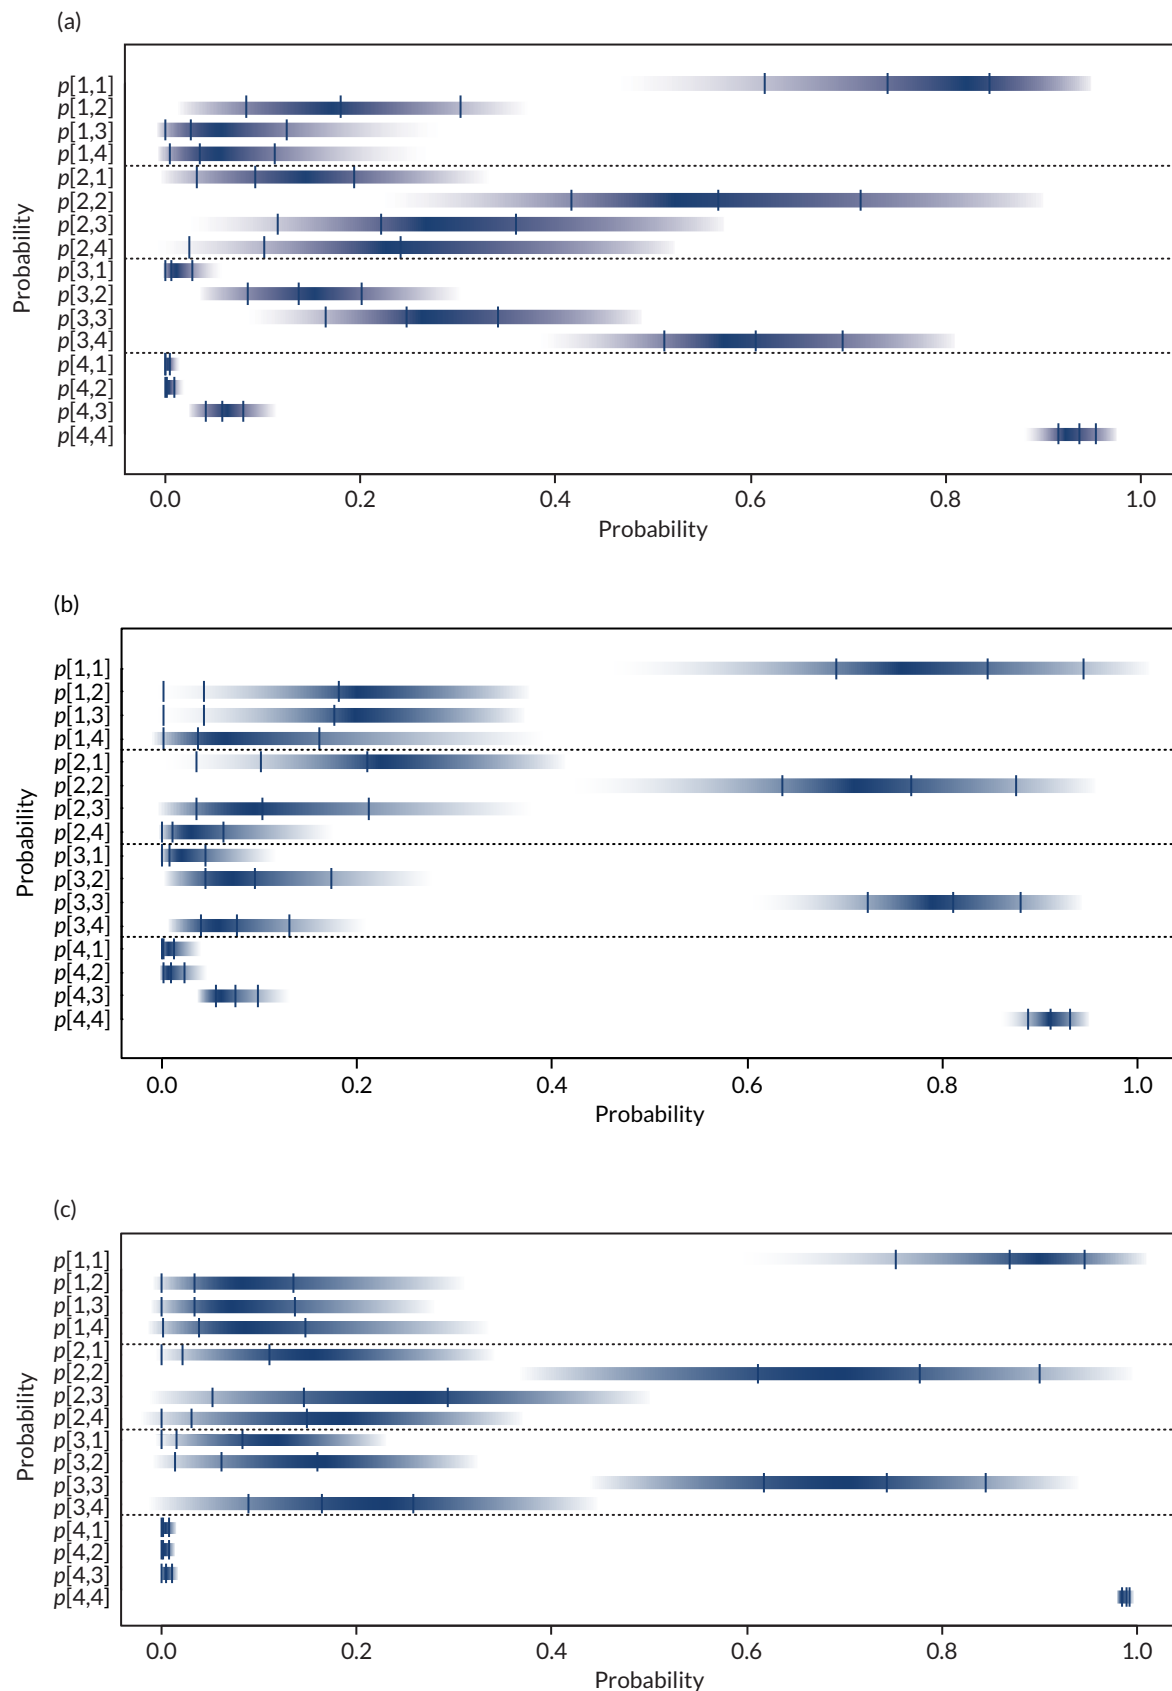 (a)
Probability
p[1,1]
p[1,2]
p[1,3]
p[1,4]
p[2,1]
p[2,2]
p[2,3]
p[2,4]
p[3,1]
p[3,2]
p[3,3]
p[3,4]
p[4,1]
p[4,2]
p[4,3]
p[4,4]
0.0 0.2 0.4 0.6 0.8 1.0
Probability
(b)
Probability
p[1,1]
p[1,2]
p[1,3]
p[1,4]
p[2,1]
p[2,2]
p[2,3]
p[2,4]
p[3,1]
p[3,2]
p[3,3]
p[3,4]
p[4,1]
p[4,2]
p[4,3]
p[4,4]
0.0 0.2 0.4 0.6 0.8 1.0
Probability
(c)
Probability
p[1,1]
p[1,2]
p[1,3]
p[1,4]
p[2,1]
p[2,2]
p[2,3]
p[2,4]
p[3,1]
p[3,2]
p[3,3]
p[3,4]
p[4,1]
p[4,2]
p[4,3]
p[4,4]
0.0 0.2 0.4 0.6 0.8 1.0
Probability